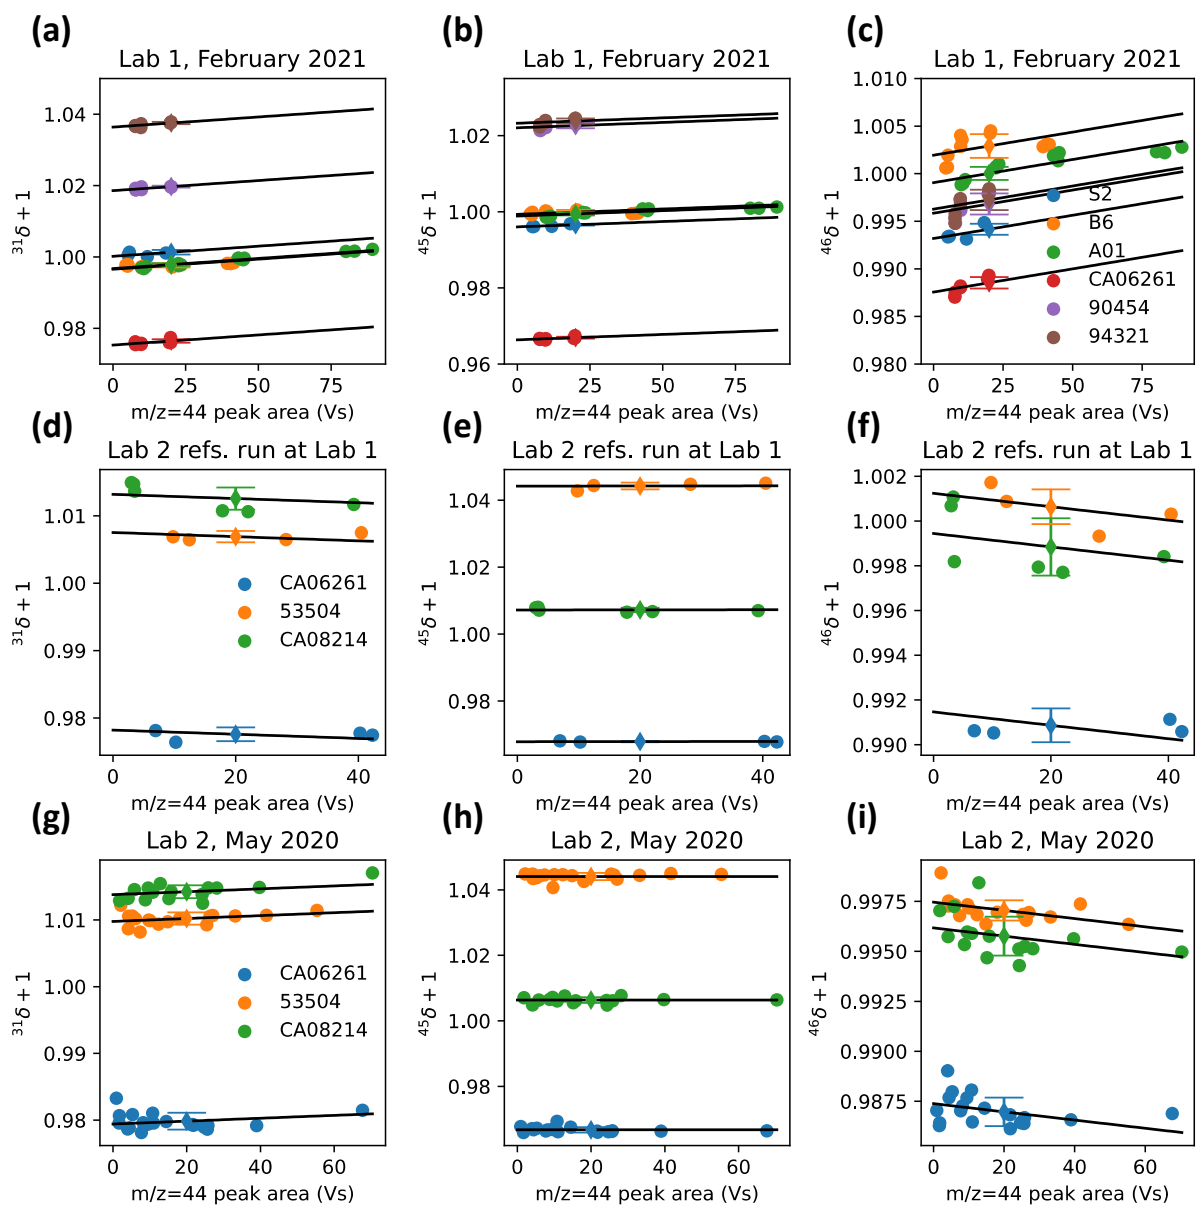 (a)
Lab 1, February 2021
1.04
1.02
1.00
0.98
³¹δ + 1
0 25 50 75
m/z=44 peak area (Vs)
(b)
Lab 1, February 2021
1.02
1.00
0.98
0.96
⁴⁵δ + 1
0 25 50 75
m/z=44 peak area (Vs)
(c)
Lab 1, February 2021
1.010
1.005
1.000
0.995
0.990
0.985
0.980
⁴⁶δ + 1
S2
B6
A01
CA06261
90454
94321
0 25 50 75
m/z=44 peak area (Vs)
(d)
Lab 2 refs. run at Lab 1
1.01
1.00
0.99
0.98
³¹δ + 1
CA06261
53504
CA08214
0 20 40
m/z=44 peak area (Vs)
(e)
Lab 2 refs. run at Lab 1
1.04
1.02
1.00
0.98
⁴⁵δ + 1
0 20 40
m/z=44 peak area (Vs)
(f)
Lab 2 refs. run at Lab 1
1.002
1.000
0.998
0.996
0.994
0.992
0.990
⁴⁶δ + 1
0 20 40
m/z=44 peak area (Vs)
(g)
Lab 2, May 2020
1.01
1.00
0.99
0.98
³¹δ + 1
CA06261
53504
CA08214
0 20 40 60
m/z=44 peak area (Vs)
(h)
Lab 2, May 2020
1.04
1.02
1.00
0.98
⁴⁵δ + 1
0 20 40 60
m/z=44 peak area (Vs)
(i)
Lab 2, May 2020
0.9975
0.9950
0.9925
0.9900
0.9875
⁴⁶δ + 1
0 20 40 60
m/z=44 peak area (Vs)